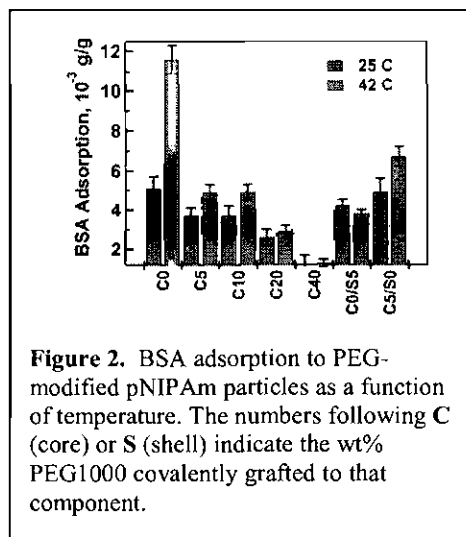 12
10
8
6
4
2
BSA Adsorption, 10⁻³ g/g
25 C
42 C
C0
C5
C10
C20
C40
C0/S5
C5/S0
Figure 2. BSA adsorption to PEG-
modified pNIPAm particles as a function
of temperature. The numbers following C
(core) or S (shell) indicate the wt%
PEG1000 covalently grafted to that
component.